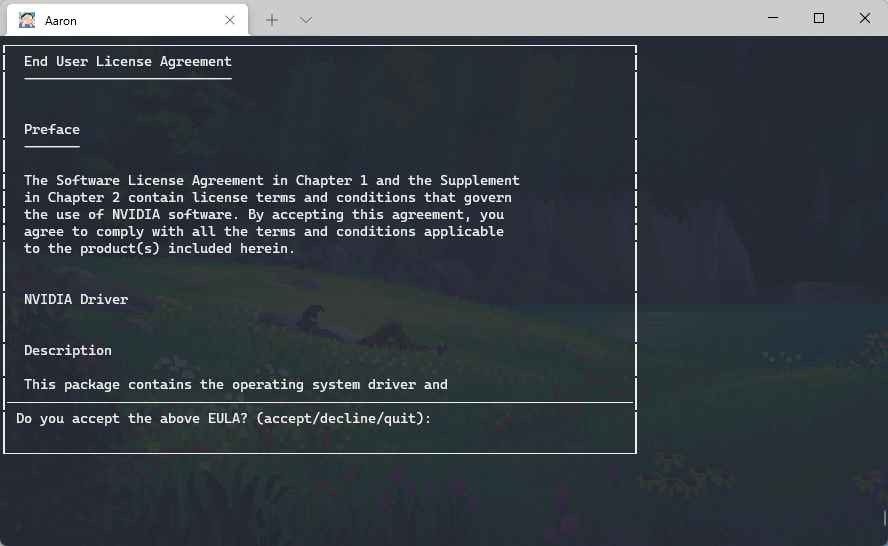 Aaron
End User License Agreement
Preface
The Software License Agreement in Chapter 1 and the Supplement
in Chapter 2 contain license terms and conditions that govern
the use of NVIDIA software. By accepting this agreement, you
agree to comply with all the terms and conditions applicable
to the product(s) included herein.
NVIDIA Driver
Description
This package contains the operating system driver and
Do you accept the above EULA? (accept/decline/quit):